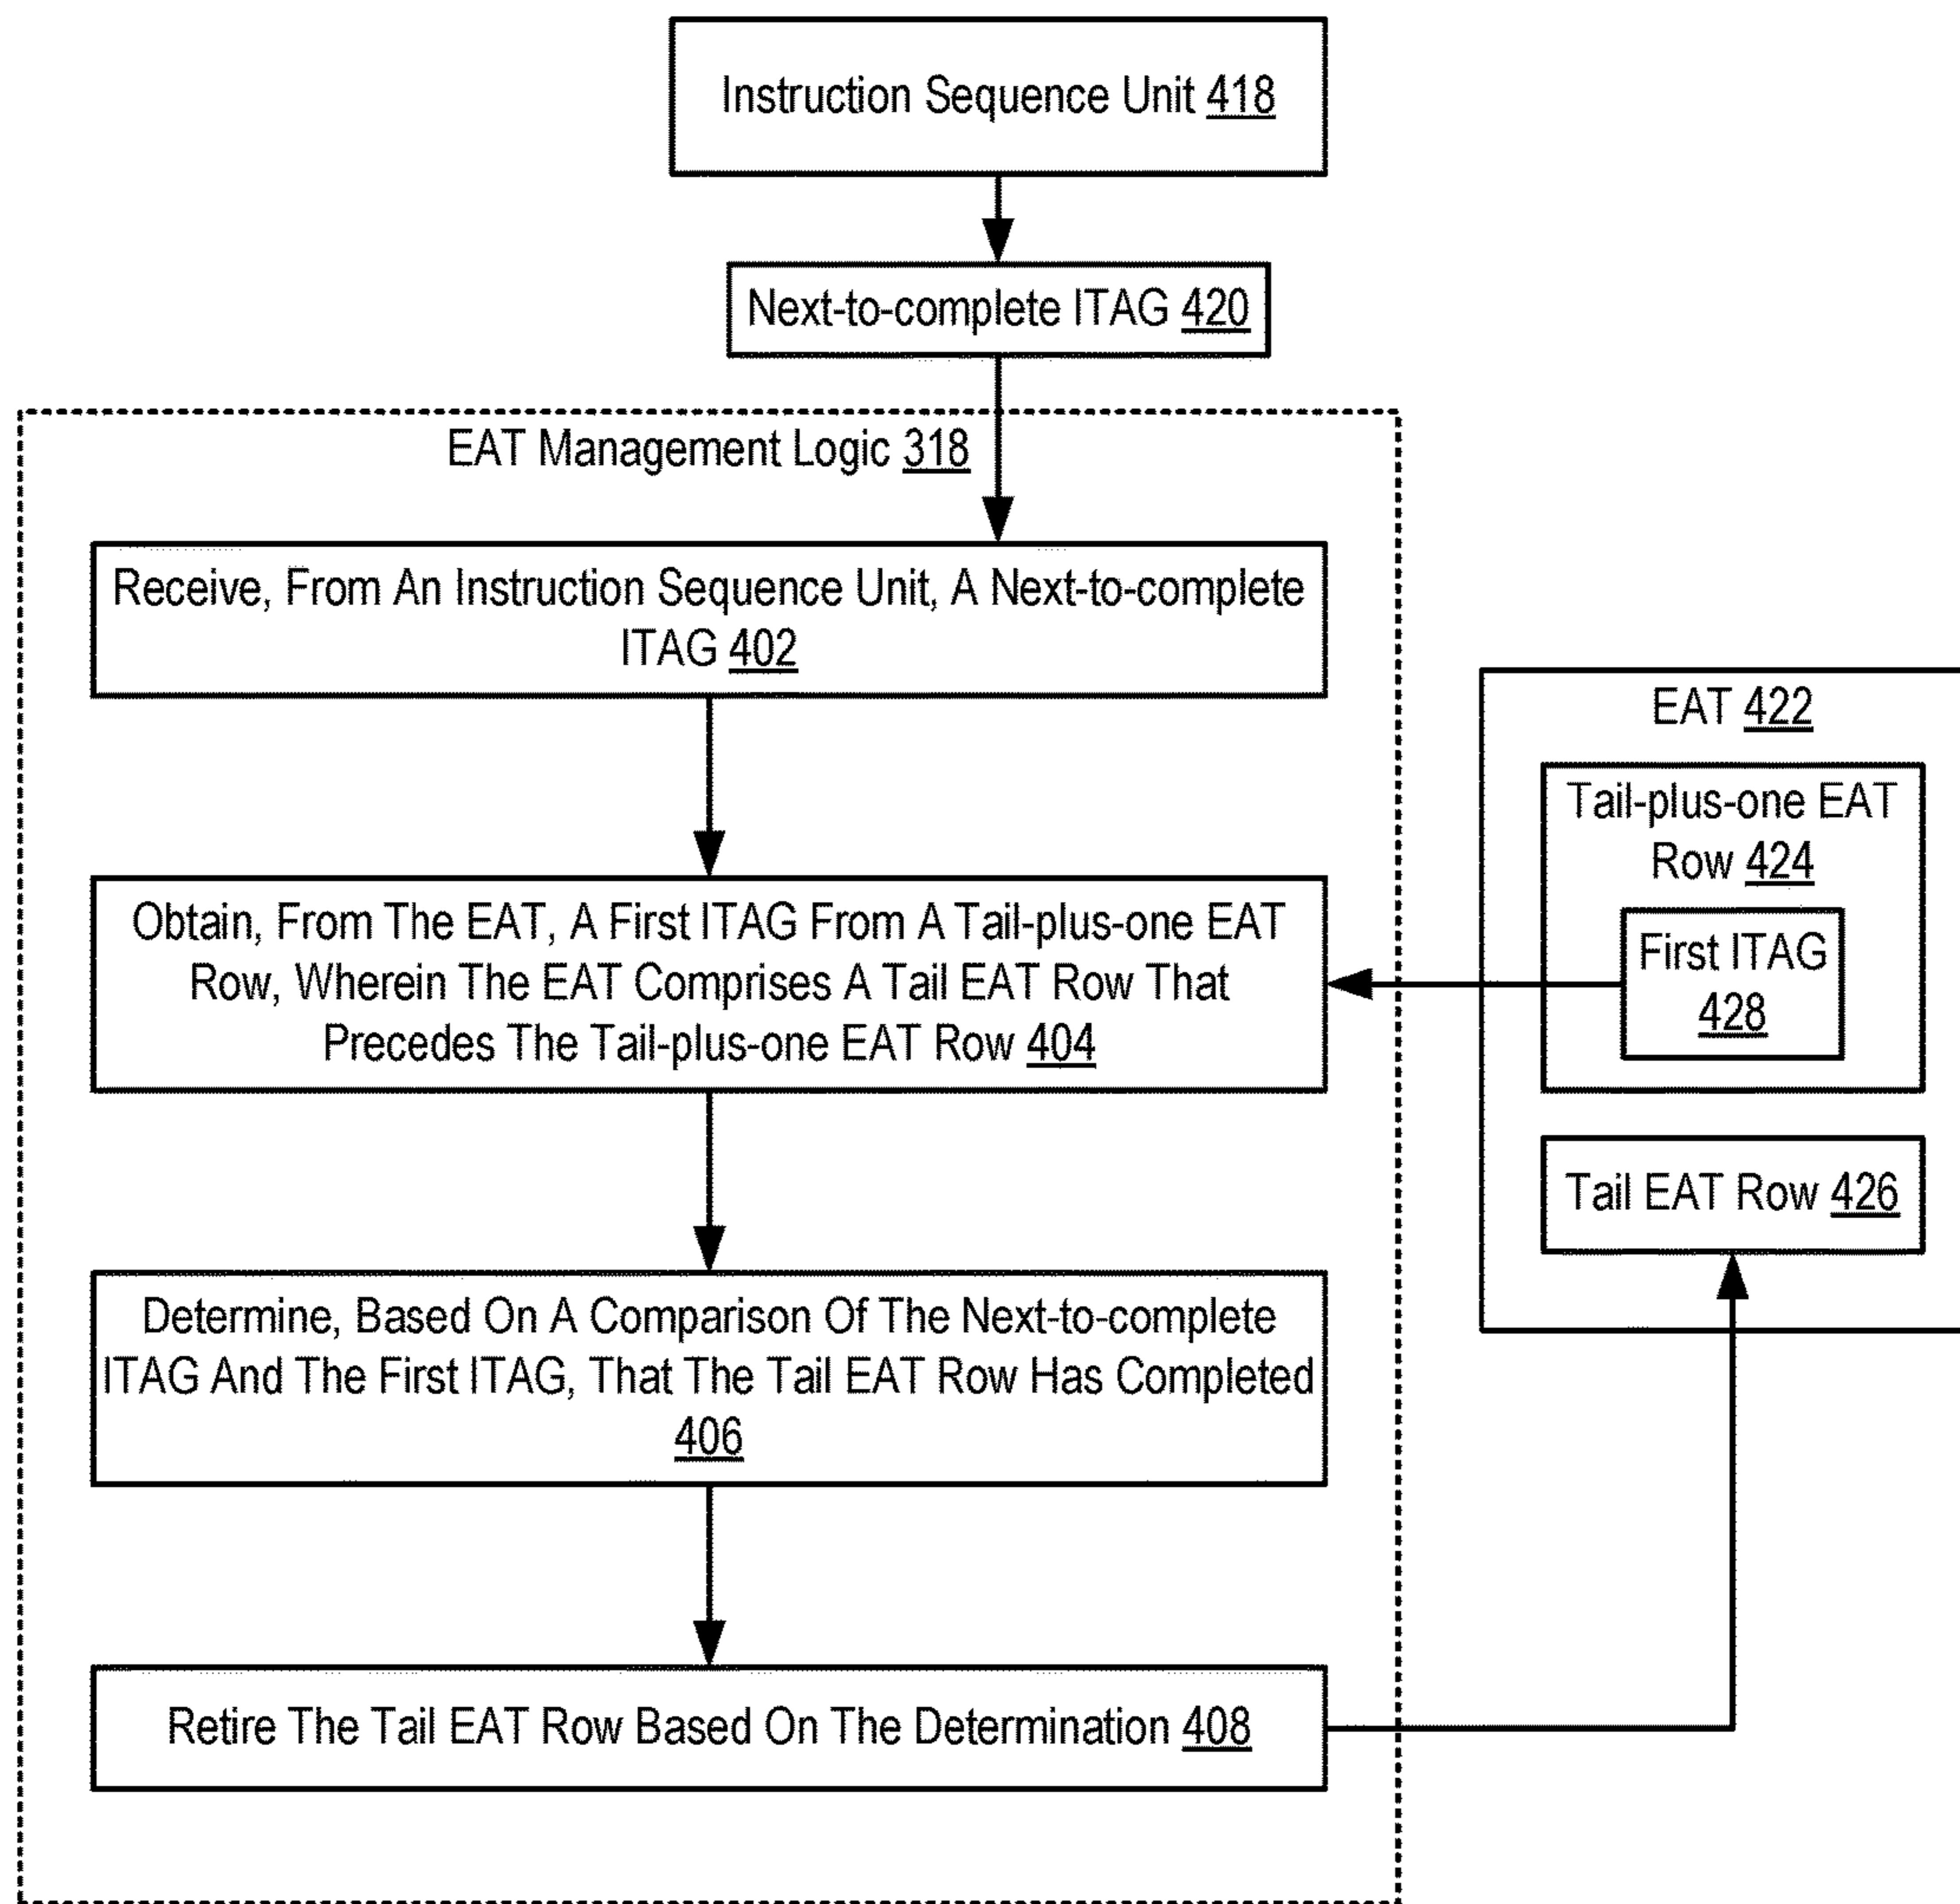 Instruction Sequence Unit 418
Next-to-complete ITAG 420
EAT Management Logic 318
Receive, From An Instruction Sequence Unit, A Next-to-complete
ITAG 402
Obtain, From The EAT, A First ITAG From A Tail-plus-one EAT
Row, Wherein The EAT Comprises A Tail EAT Row That
Precedes The Tail-plus-one EAT Row 404
Determine, Based On A Comparison Of The Next-to-complete
ITAG And The First ITAG, That The Tail EAT Row Has Completed
406
Retire The Tail EAT Row Based On The Determination 408
EAT 422
Tail-plus-one EAT
Row 424
First ITAG
428
Tail EAT Row 426